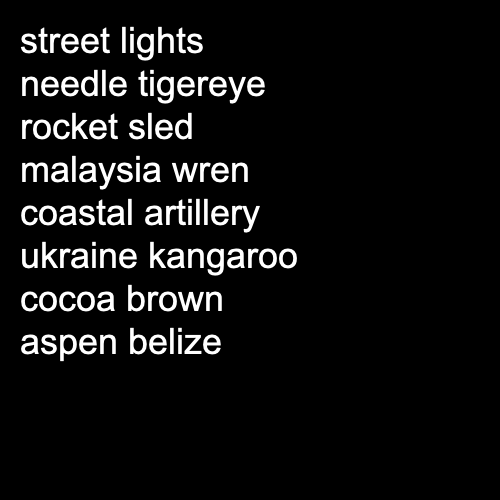 street lights
needle tigereye
rocket sled
malaysia wren
coastal artillery
ukraine kangaroo
cocoa brown
aspen belize